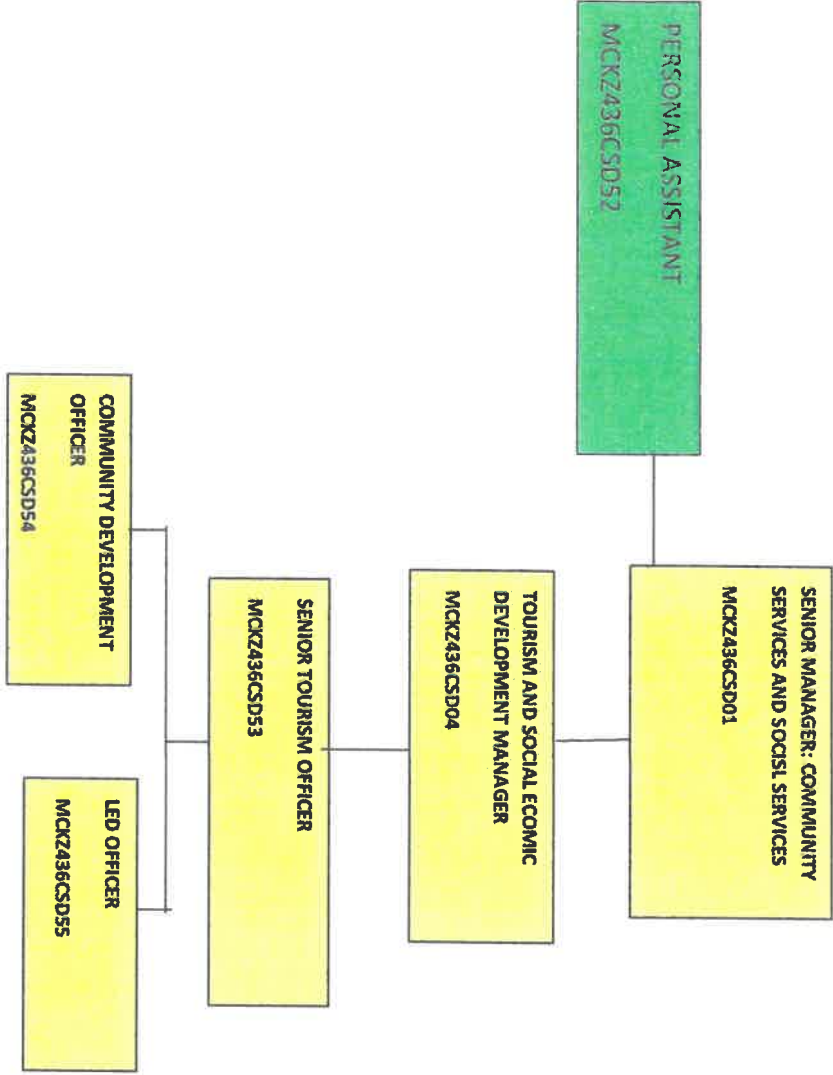 SENIOR MANAGER: COMMUNITY
SERVICES AND SOCISL SERVICES
MCKZ436CSD01
PERSONAL ASSISTANT
MCKZ436CSD52
TOURISM AND SOCIAL ECOMIC
DEVELOPMENT MANAGER
MCKZ436CSD04
SENIOR TOURISM OFFICER
MCKZ436CSD53
COMMUNITY DEVELOPMENT
OFFICER
MCKZ436CSD54
LED OFFICER
MCKZ436CSD55